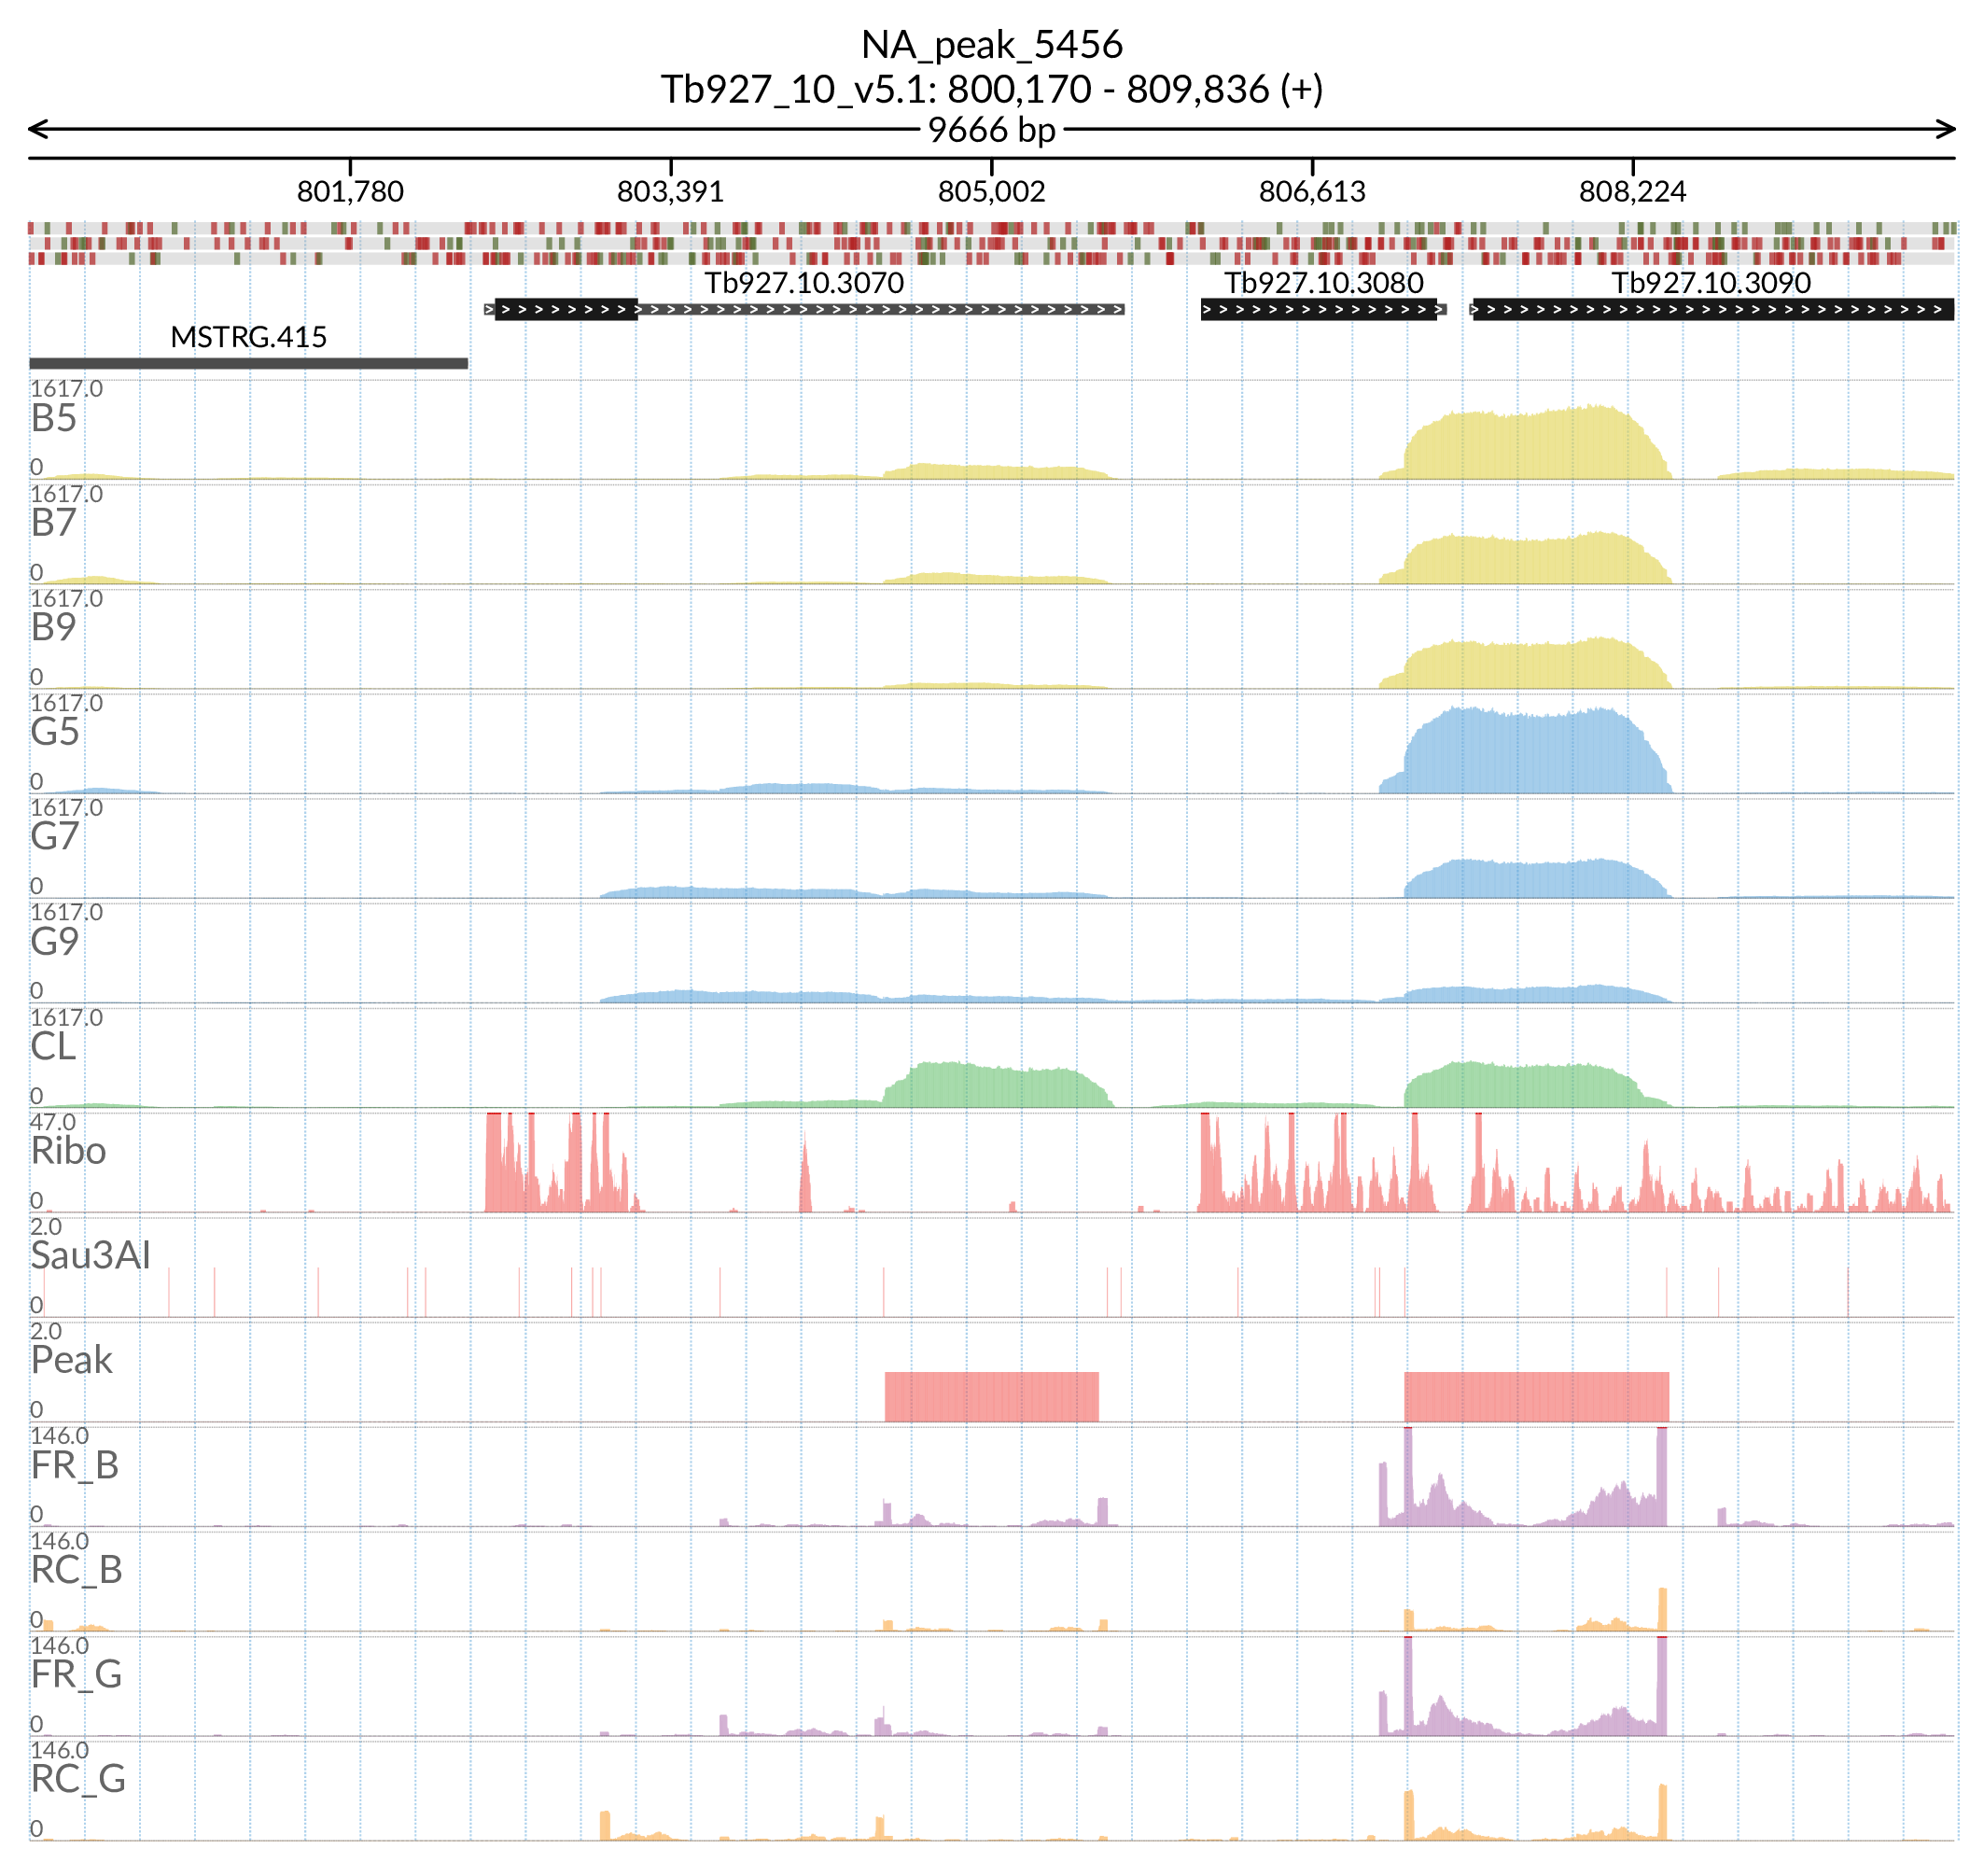 NA_peak_5456
Tb927_10_v5.1: 800,170 - 809,836 (+)
9666 bp
801,780 803,391 805,002 806,613 808,224
Tb927.10.3070 Tb927.10.3080 Tb927.10.3090
MSTRG.415
1617.0
B5
0
1617.0
B7
0
1617.0
B9
0
1617.0
G5
0
1617.0
G7
0
1617.0
G9
0
1617.0
CL
0
47.0
Ribo
0
2.0
Sau3AI
0
2.0
Peak
0
146.0
FR_B
0
146.0
RC_B
0
146.0
FR_G
0
146.0
RC_G
0